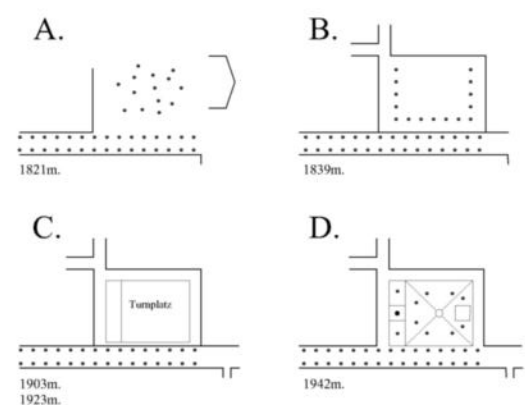 A.
B.
1821m.
1839m.
C.
D.
Turnplatz
1903m.
1923m.
1942m.